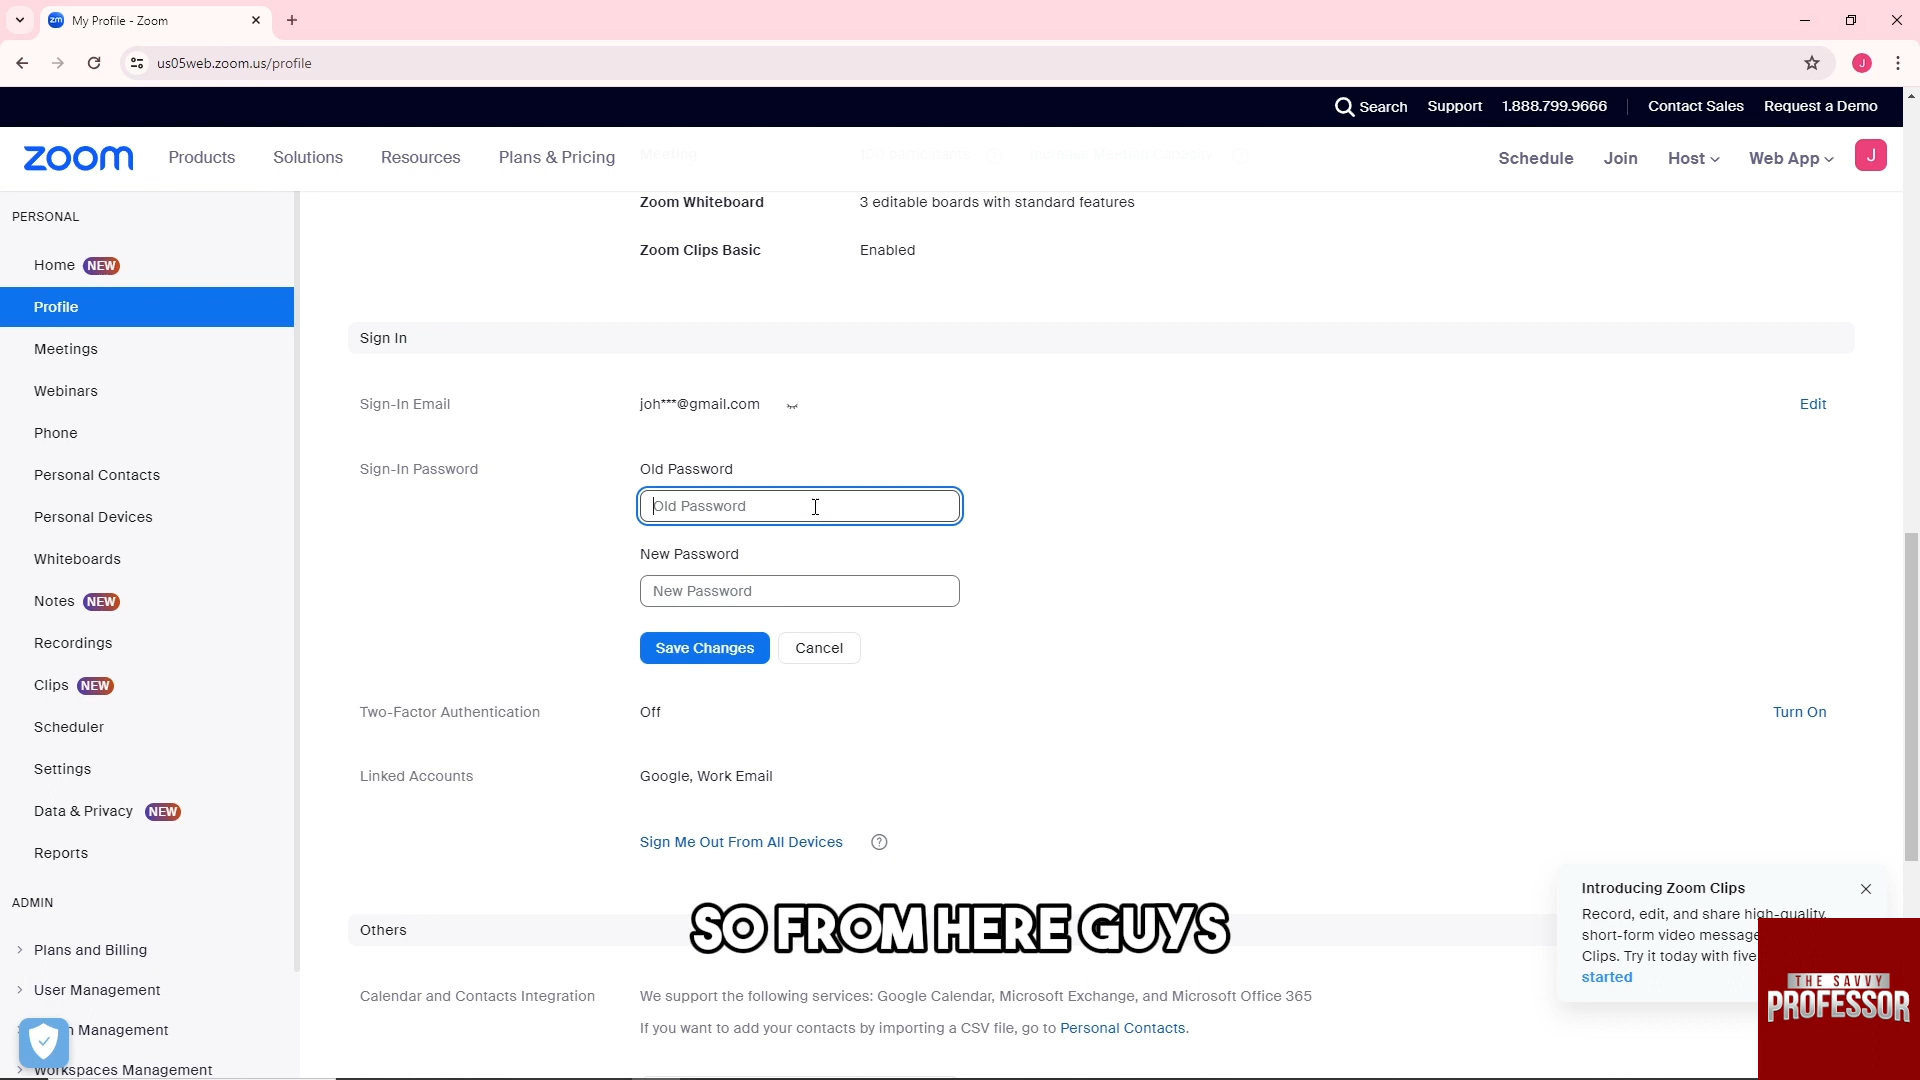 My Profile - Zoom
us05web.zoom.us/profile
J
Search
Support
1.888.799.9666
Contact Sales
Request a Demo
zoom
Products
Solutions
Resources
Plans & Pricing
Schedule
Join
Host
Web App
J
Meeting
100 participants
Increase Meeting Capacity
PERSONAL
Home NEW
Profile
Meetings
Webinars
Phone
Personal Contacts
Personal Devices
Whiteboards
Notes NEW
Recordings
Clips NEW
Scheduler
Settings
Data & Privacy NEW
Reports
ADMIN
Plans and Billing
User Management
Management
Workspaces Management
Zoom Whiteboard
3 editable boards with standard features
Zoom Clips Basic
Enabled
Sign In
Sign-In Email
joh***@gmail.com
Edit
Sign-In Password
Old Password
Old Password
New Password
New Password
Save Changes
Cancel
Two-Factor Authentication
Off
Turn On
Linked Accounts
Google, Work Email
Sign Me Out From All Devices
Others
SO FROM HERE GUYS
Calendar and Contacts Integration
We support the following services: Google Calendar, Microsoft Exchange, and Microsoft Office 365
If you want to add your contacts by importing a CSV file, go to Personal Contacts.
Introducing Zoom Clips
Record, edit, and share high-quality,
short-form video message
Clips. Try it today with five
started
THE SAVVY
PROFESSOR